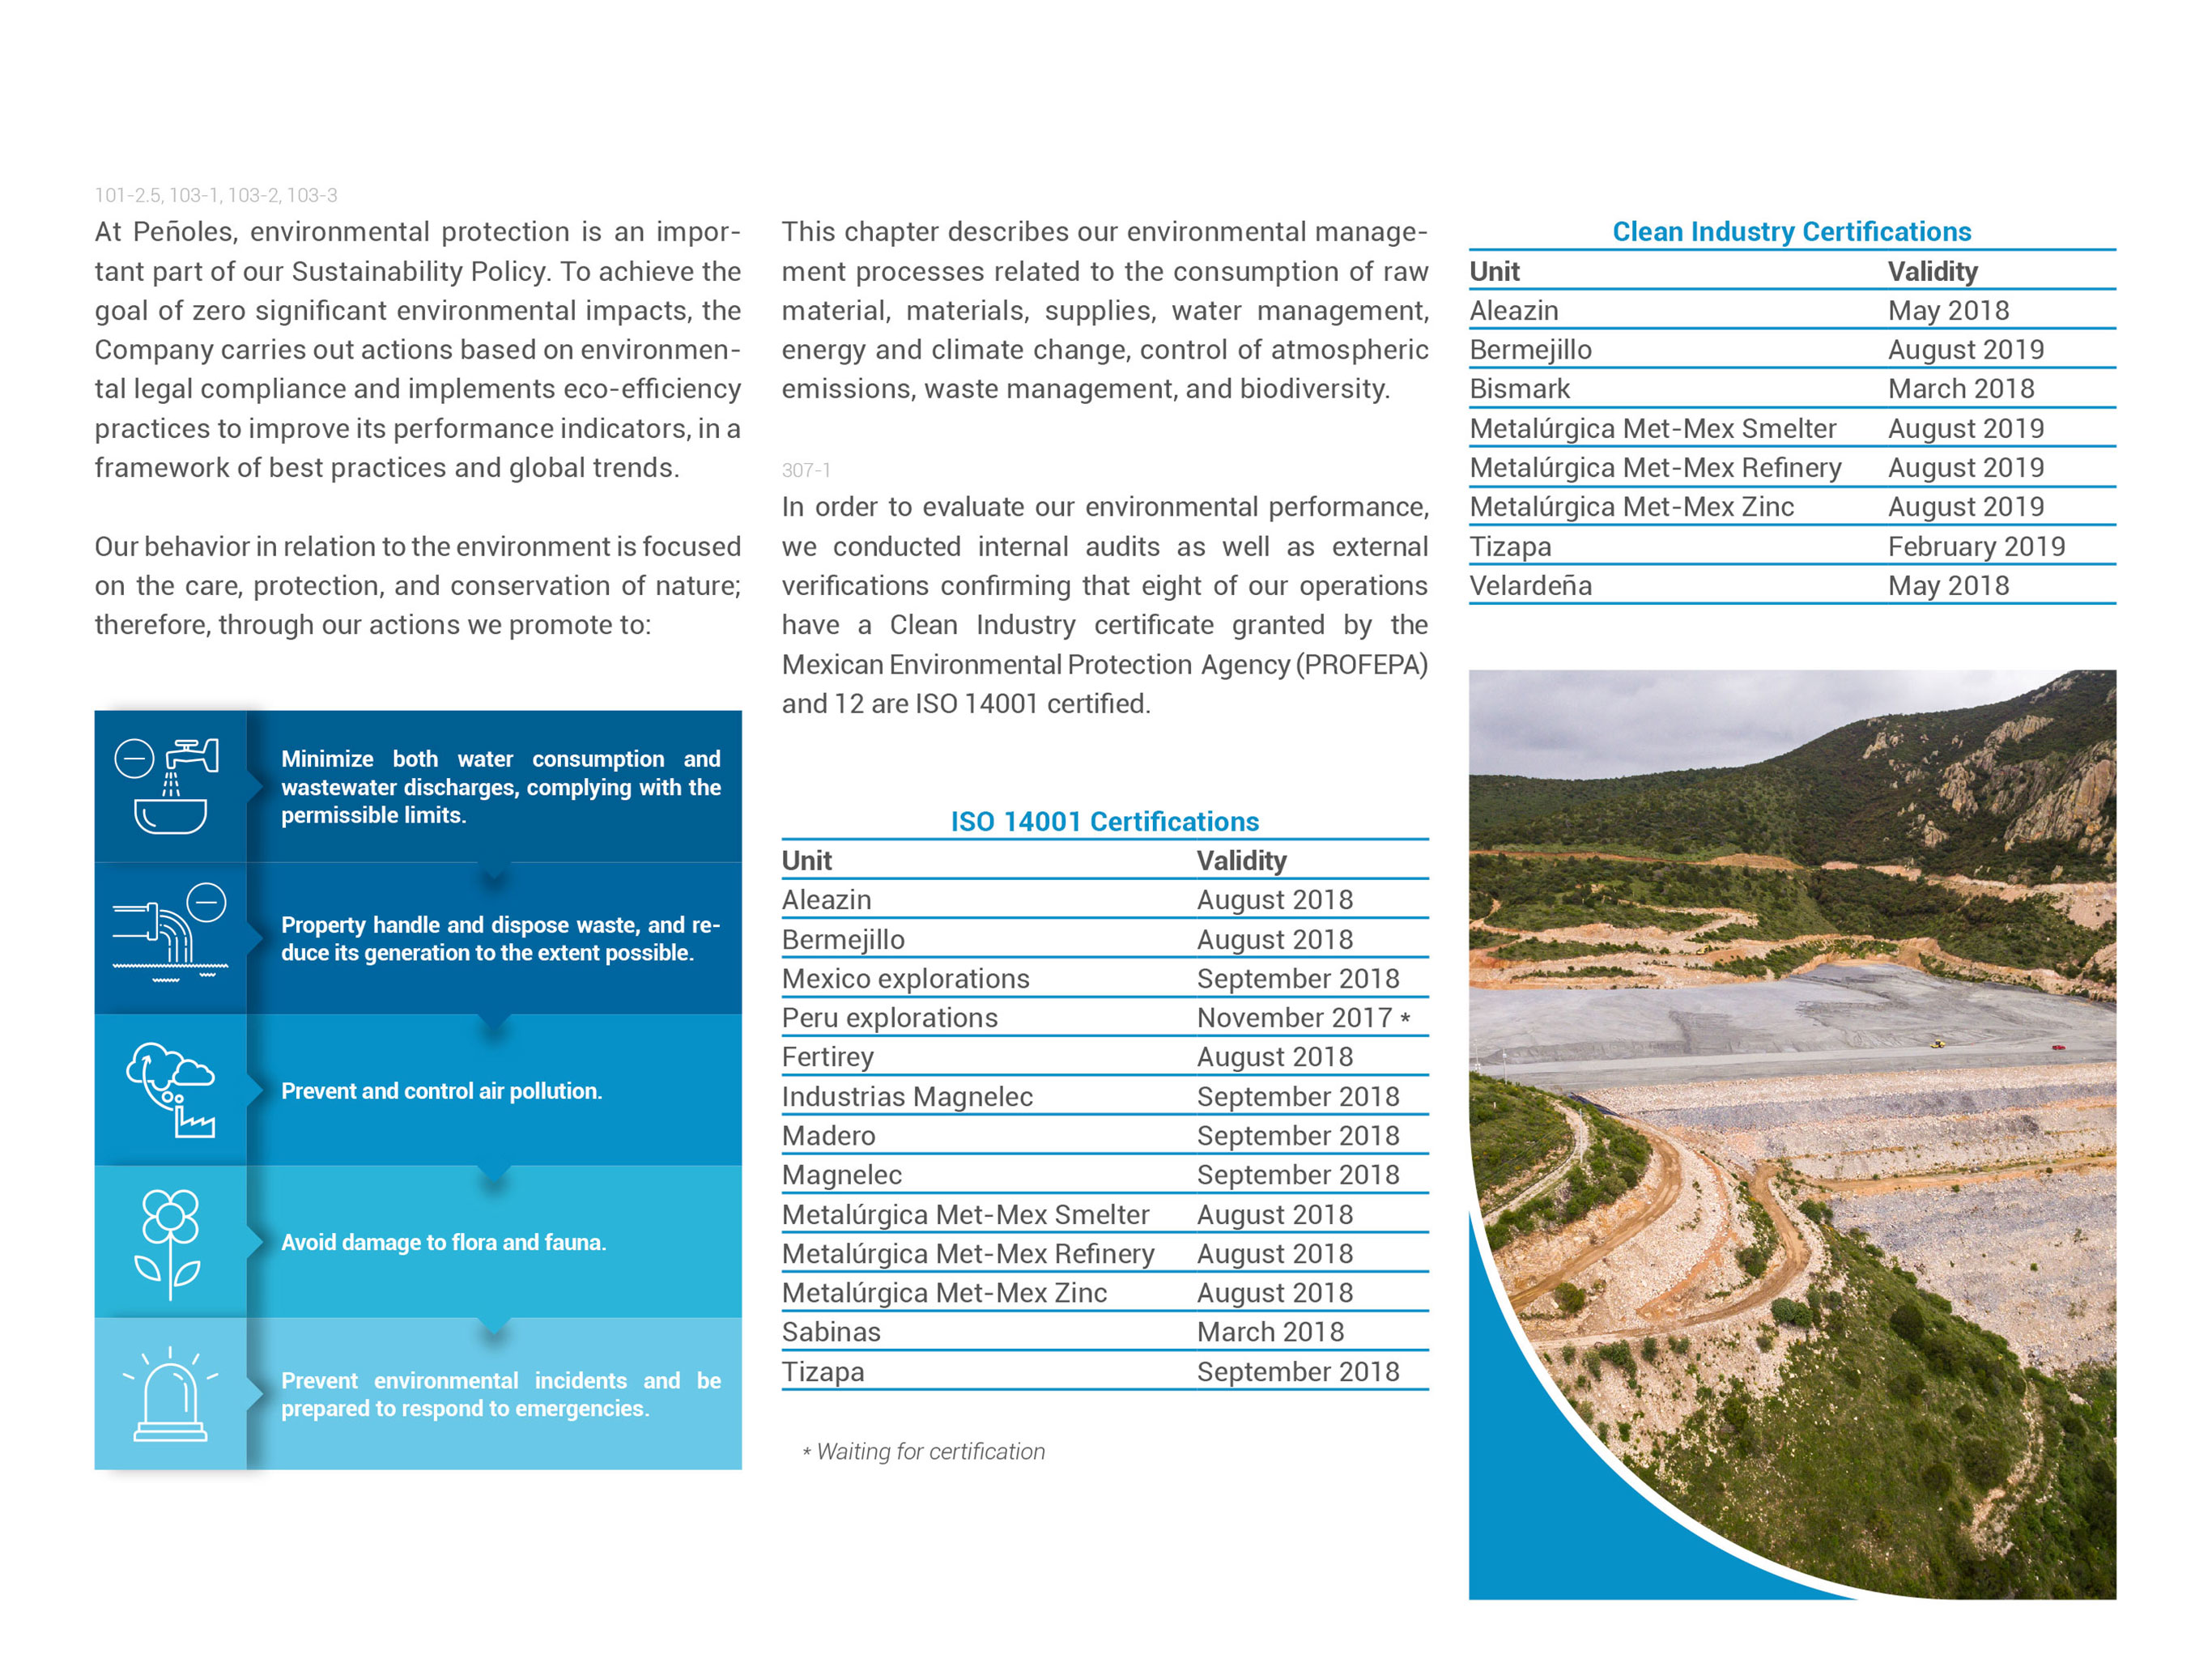 101-2.5, 103-1, 103-2, 103-3
At Peñoles, environmental protection is an impor-
tant part of our Sustainability Policy. To achieve the
goal of zero significant environmental impacts, the
Company carries out actions based on environmen-
tal legal compliance and implements eco-efficiency
practices to improve its performance indicators, in a
framework of best practices and global trends.
Our behavior in relation to the environment is focused
on the care, protection, and conservation of nature;
therefore, through our actions we promote to:
Minimize both water consumption and
wastewater discharges, complying with the
permissible limits.
Property handle and dispose waste, and re-
duce its generation to the extent possible.
Prevent and control air pollution.
Avoid damage to flora and fauna.
Prevent environmental incidents and be
prepared to respond to emergencies.
This chapter describes our environmental manage-
ment processes related to the consumption of raw
material, materials, supplies, water management,
energy and climate change, control of atmospheric
emissions, waste management, and biodiversity.
307-1
In order to evaluate our environmental performance,
we conducted internal audits as well as external
verifications confirming that eight of our operations
have a Clean Industry certificate granted by the
Mexican Environmental Protection Agency (PROFEPA)
and 12 are ISO 14001 certified.
ISO 14001 Certifications
Unit Validity
Aleazin August 2018
Bermejillo August 2018
Mexico explorations September 2018
Peru explorations November 2017 *
Fertirey August 2018
Industrias Magnelec September 2018
Madero September 2018
Magnelec September 2018
Metalúrgica Met-Mex Smelter August 2018
Metalúrgica Met-Mex Refinery August 2018
Metalúrgica Met-Mex Zinc August 2018
Sabinas March 2018
Tizapa September 2018
* Waiting for certification
Clean Industry Certifications
Unit Validity
Aleazin May 2018
Bermejillo August 2019
Bismark March 2018
Metalúrgica Met-Mex Smelter August 2019
Metalúrgica Met-Mex Refinery August 2019
Metalúrgica Met-Mex Zinc August 2019
Tizapa February 2019
Velardeña May 2018